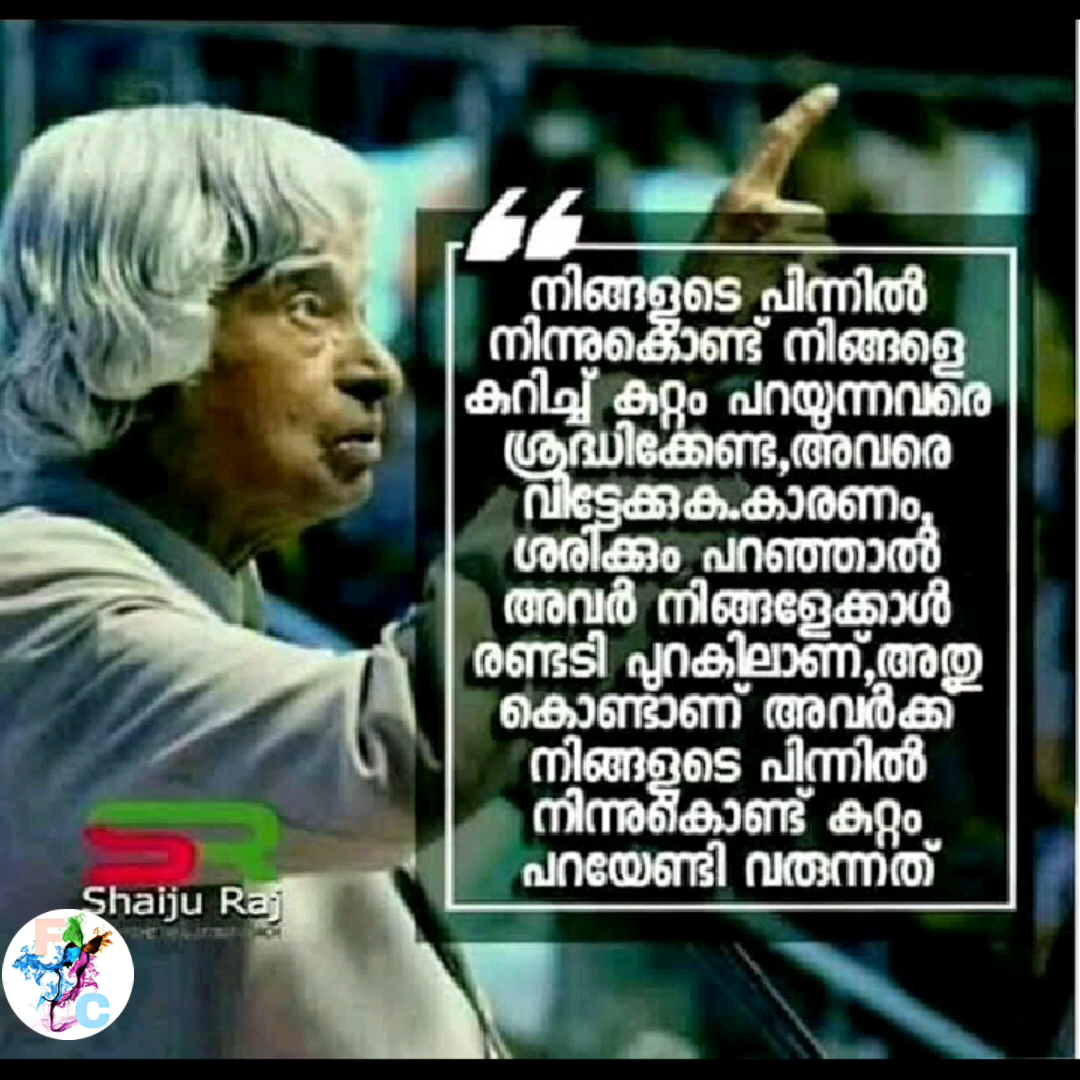 “
നിങ്ങളുടെ പിന്നിൽ
നിന്നുകൊണ്ട് നിങ്ങളെ
കുറിച്ച് കുറ്റം പറയുന്നവരെ
ശ്രദ്ധിക്കേണ്ട,അവരെ
വിട്ടേക്കുക.കാരണം,
ശരിക്കും പറഞ്ഞാൽ
അവർ നിങ്ങളേക്കാൾ
രണ്ടടി പുറകിലാണ്,അതു
കൊണ്ടാണ് അവർക്ക്
നിങ്ങളുടെ പിന്നിൽ
നിന്നുകൊണ്ട് കുറ്റം
പറയേണ്ടി വരുന്നത്
SR
Shaiju Raj
F
C